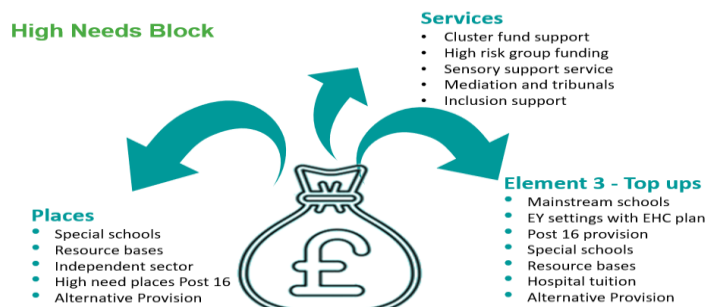 High Needs Block
Services
• Cluster fund support
• High risk group funding
• Sensory support service
• Mediation and tribunals
• Inclusion support
Places
• Special schools
• Resource bases
• Independent sector
• High need places Post 16
• Alternative Provision
£
Element 3 - Top ups
• Mainstream schools
• EY settings with EHC plan
• Post 16 provision
• Special schools
• Resource bases
• Hospital tuition
• Alternative Provision